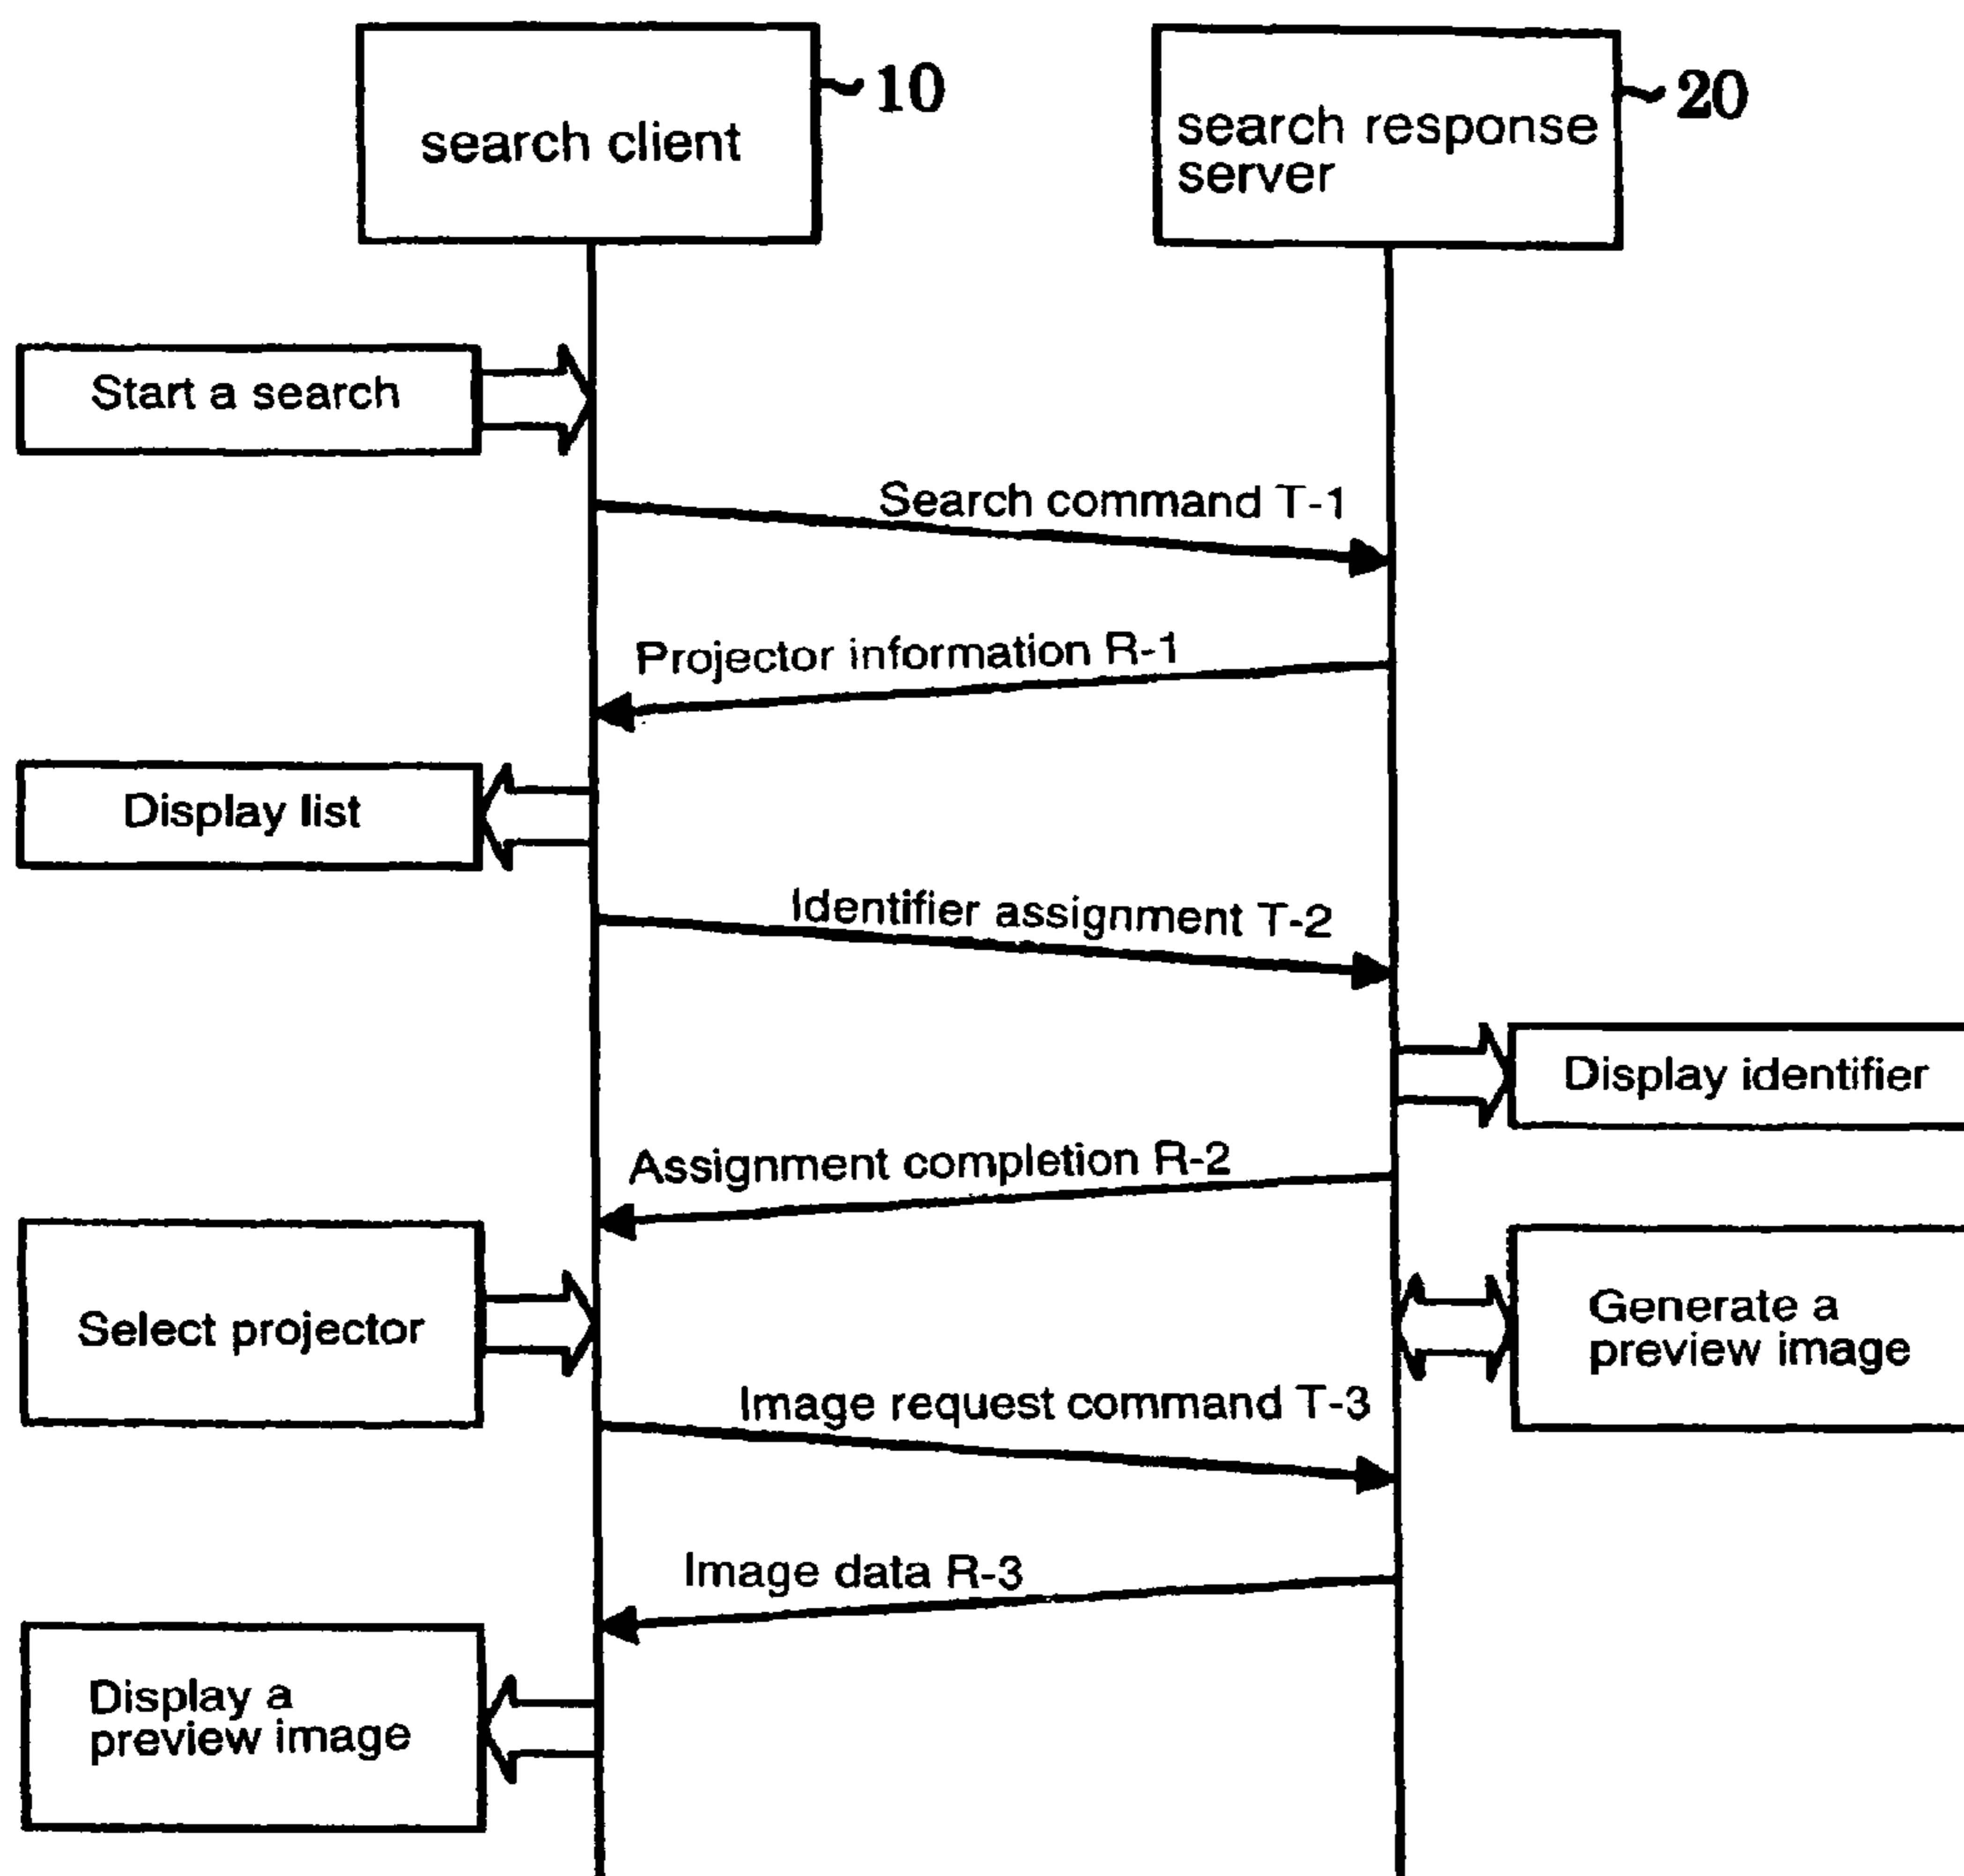 10
search client
20
search response
server
Start a search
Search command T-1
Projector information R-1
Display list
Identifier assignment T-2
Display identifier
Assignment completion R-2
Select projector
Generate a
preview image
Image request command T-3
Image data R-3
Display a
preview image